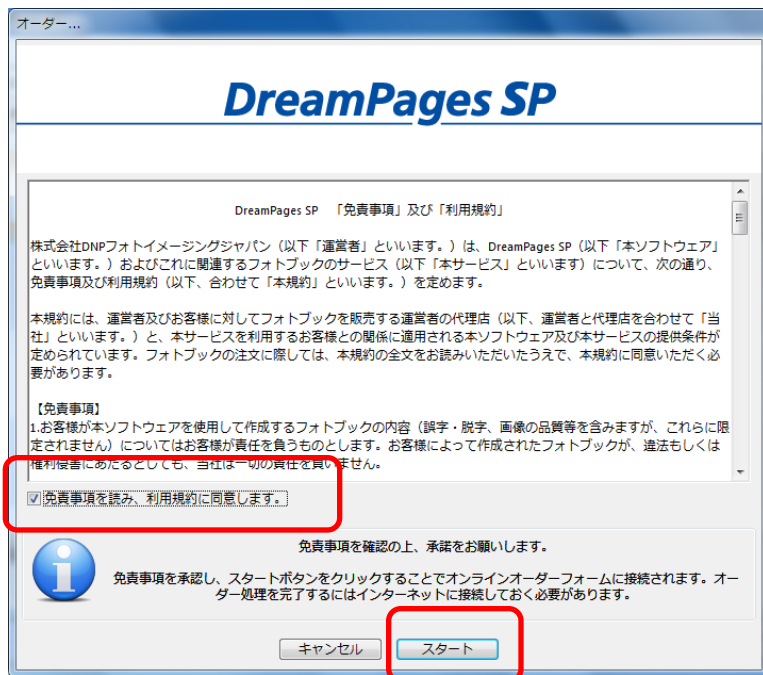 オーダー...
DreamPages SP
DreamPages SP 「免責事項」及び「利用規約」
株式会社DNPフォトイメージングジャパン（以下「運営者」といいます。）は、DreamPages SP（以下「本ソフトウェア」
といいます。）およびこれに関連するフォトブックのサービス（以下「本サービス」といいます）について、次の通り、
免責事項及び利用規約（以下、合わせて「本規約」といいます。）を定めます。
本規約には、運営者及びお客様に対してフォトブックを販売する運営者の代理店（以下、運営者と代理店を合わせて「当
社」といいます。）と、本サービスを利用するお客様との関係に適用される本ソフトウェア及び本サービスの提供条件が
定められています。フォトブックの注文に際しては、本規約の全文をお読みいただいたうえで、本規約に同意いただく必
要があります。
【免責事項】
1.お客様が本ソフトウェアを使用して作成するフォトブックの内容（誤字・脱字、画像の品質等を含みますが、これらに限
定されません）についてはお客様が責任を負うものとします。お客様によって作成されたフォトブックが、違法もしくは
権利侵害にあたるとしても、当社は一切の責任を負いません。
免責事項を読み、利用規約に同意します。
免責事項を確認の上、承諾をお願いします。
免責事項を承認し、スタートボタンをクリックすることでオンラインオーダーフォームに接続されます。オー
ダー処理を完了するにはインターネットに接続しておく必要があります。
キャンセル
スタート